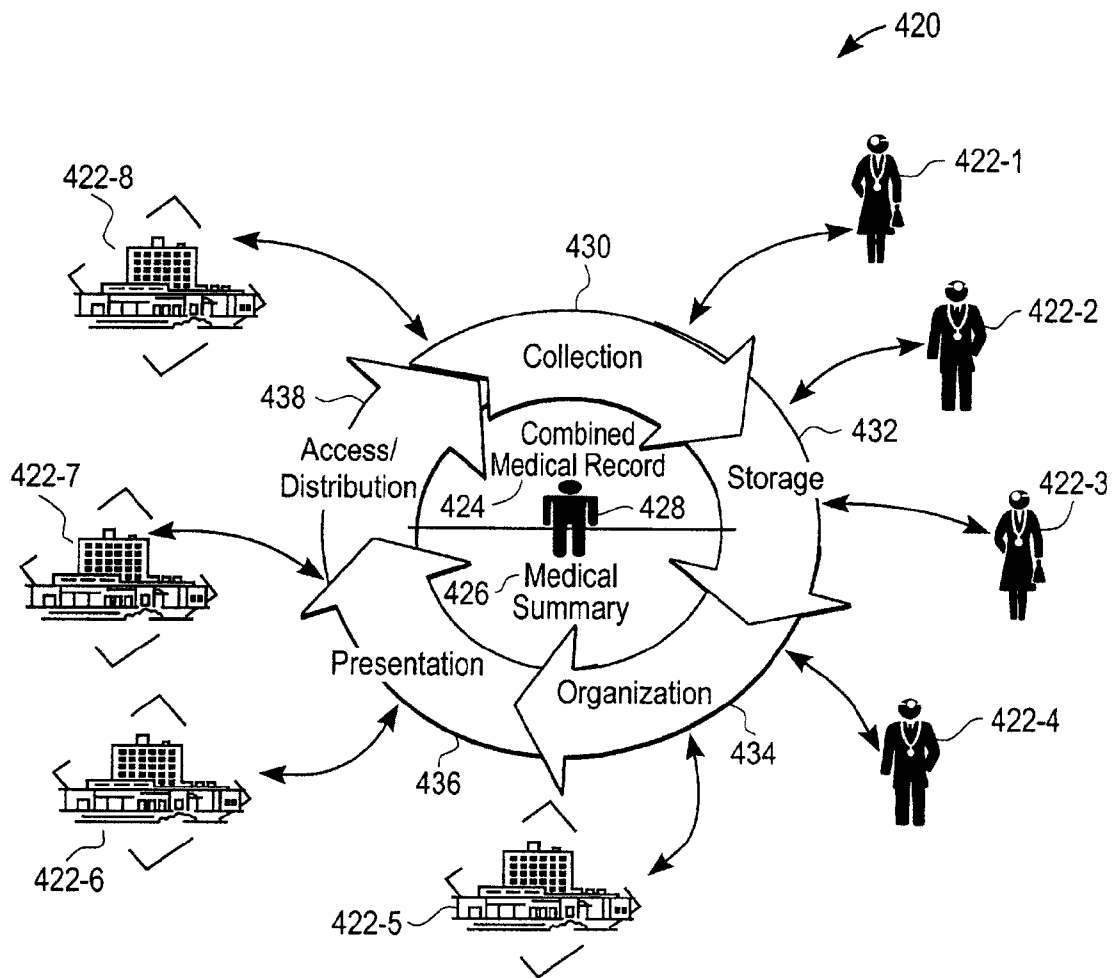 420
422-1
422-8
430
422-2
Collection
438
432
Combined
Medical Record
Access/
Distribution
Storage
422-7
424
428
422-3
426
Medical
Summary
Presentation
Organization
422-4
434
436
422-6
422-5